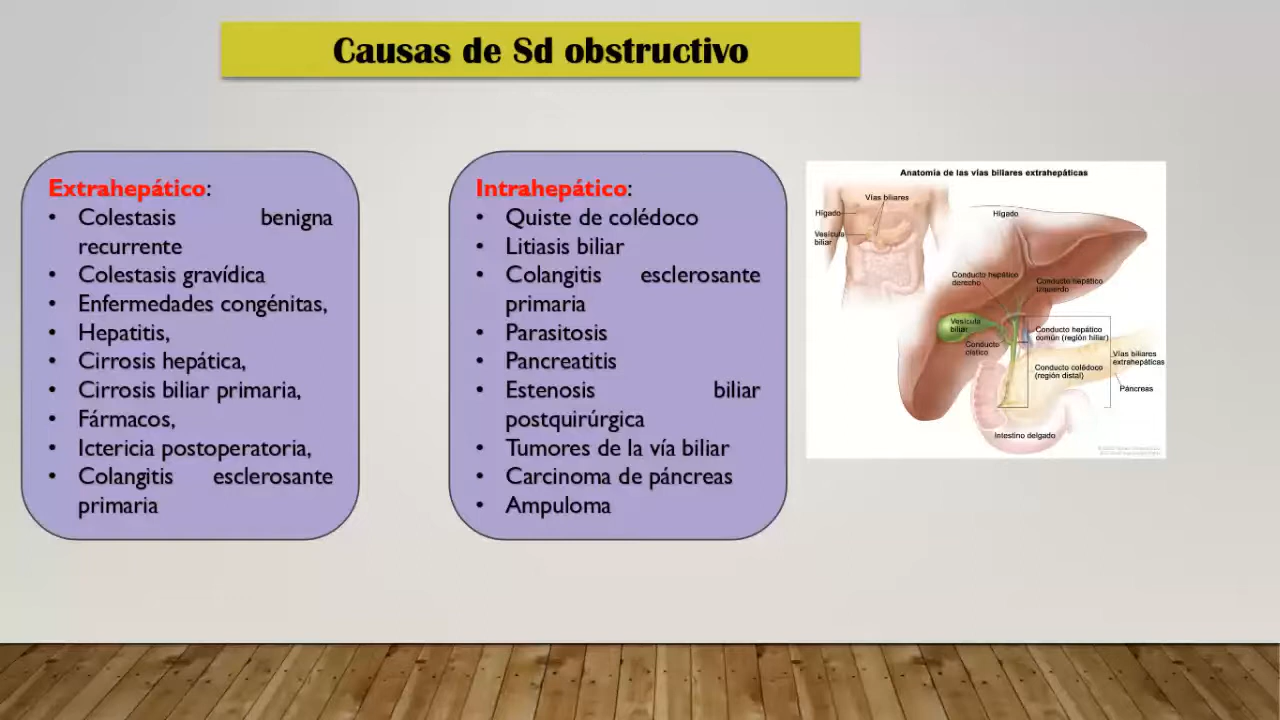 Causas de Sd obstructivo
Extrahepático:
• Colestasis benigna
recurrente
• Colestasis gravídica
• Enfermedades congénitas,
• Hepatitis,
• Cirrosis hepática,
• Cirrosis biliar primaria,
• Fármacos,
• Ictericia postoperatoria,
• Colangitis esclerosante
primaria
Intrahepático:
• Quiste de colédoco
• Litiasis biliar
• Colangitis esclerosante
primaria
• Parasitosis
• Pancreatitis
• Estenosis biliar
postquirúrgica
• Tumores de la vía biliar
• Carcinoma de páncreas
• Ampuloma
Anatomía de las vías biliares extrahepáticas
Vías biliares
Hígado
Vesícula
biliar
Hígado
Conducto hepático
derecho
Conducto hepático
izquierdo
Vesícula
biliar
Conducto
cístico
Conducto hepático
común (región hiliar)
Conducto colédoco
(región distal)
Vías biliares
extrahepáticas
Páncreas
Intestino delgado